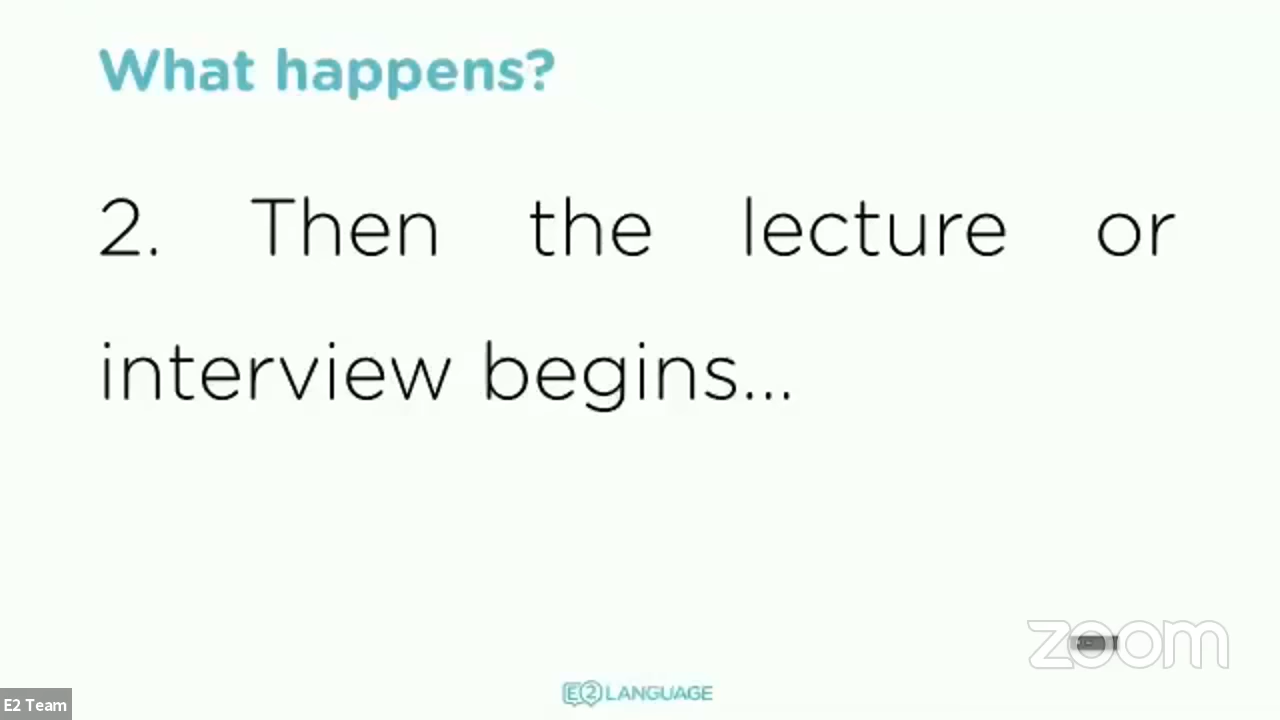 What happens?
2. Then the lecture or
interview begins...
zoom
E2 LANGUAGE
E2 Team